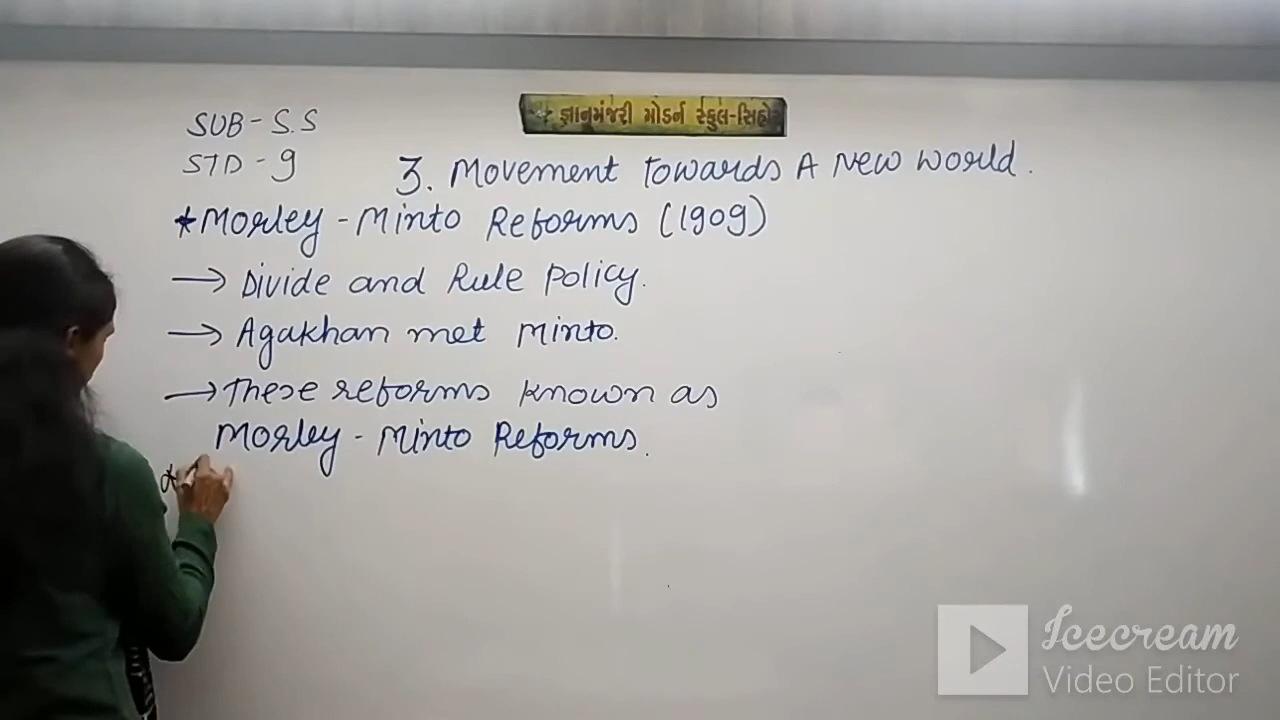 જ્ઞાનમંજરી મોડર્ન સ્કુલ-સિહોર
SUB - S.S
STD - 9
3. Movement Towards A New World.
*Morley - Minto Reforms (1909)
→ Divide and Rule Policy.
→ Agakhan met Minto.
→ These reforms known as
Morley - Minto Reforms.
*
Icecream
Video Editor